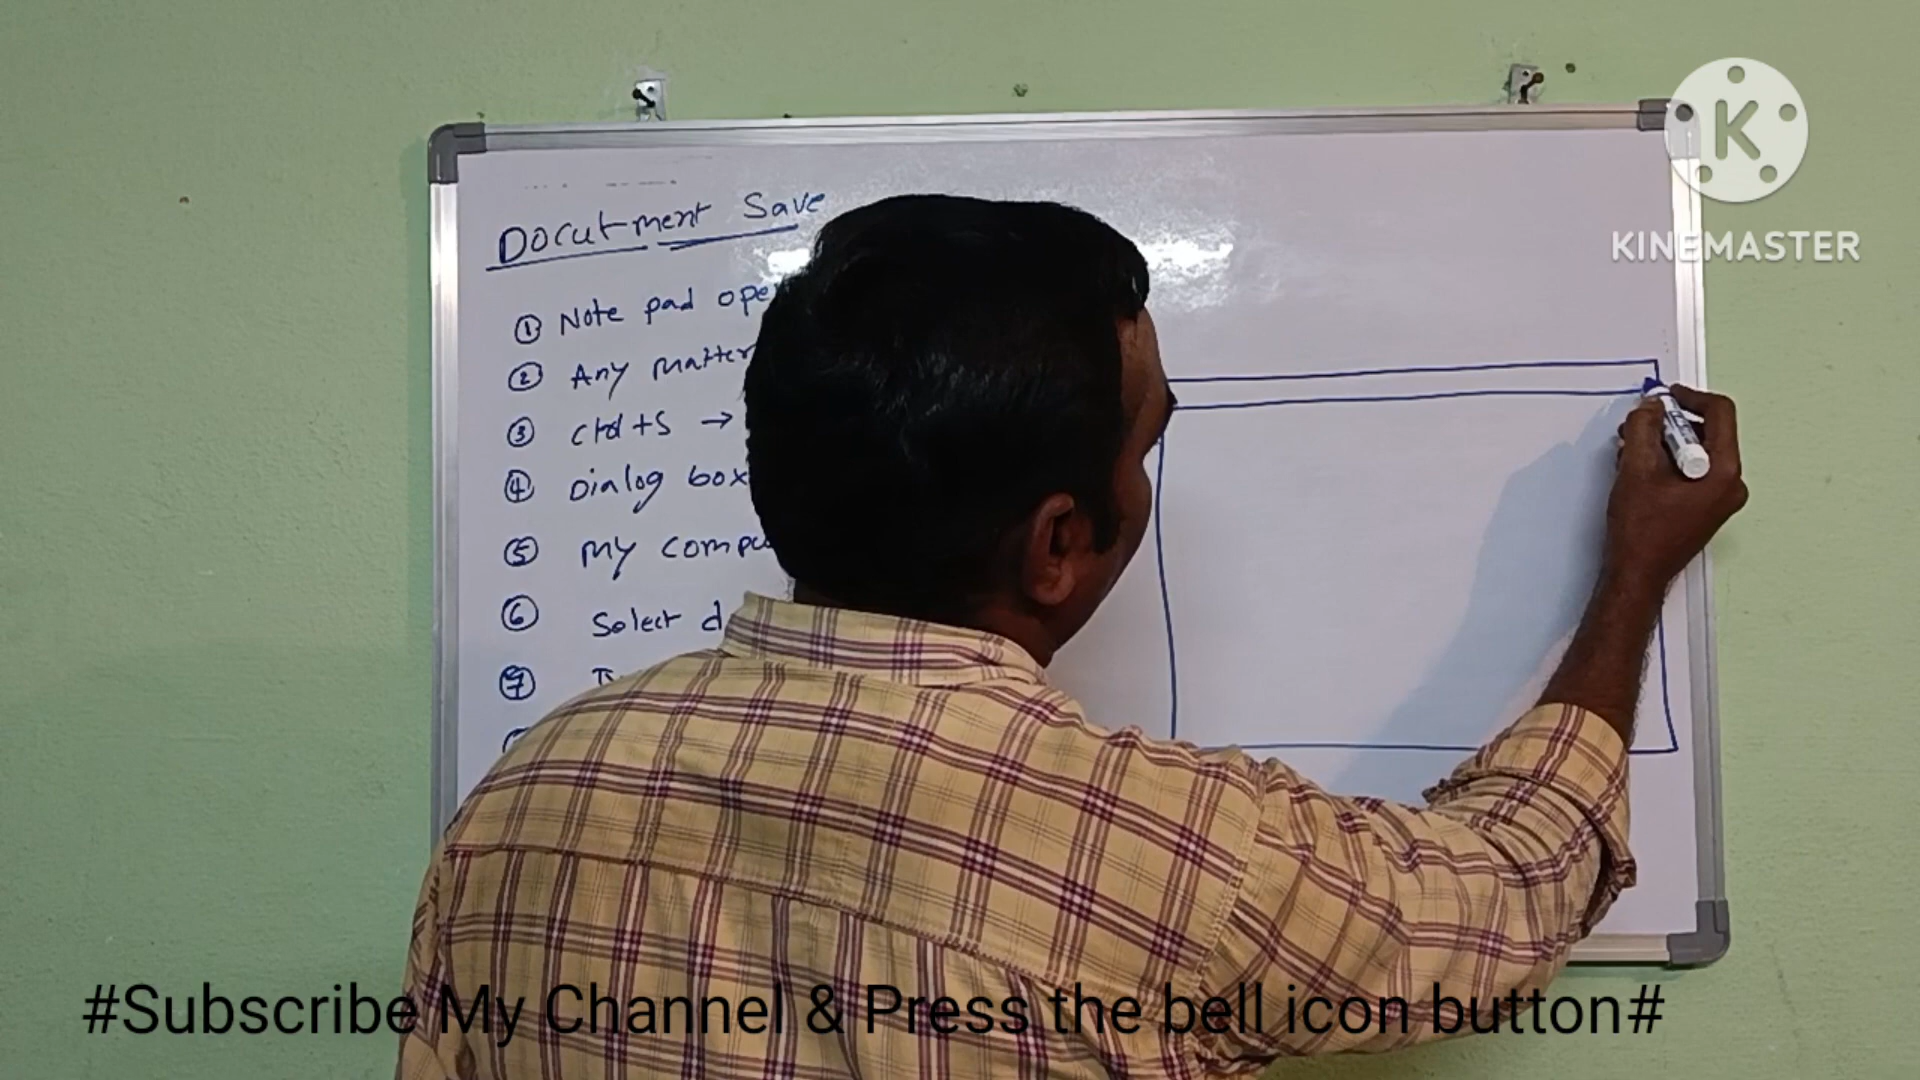 Docutment Save
① Note pad ope
② Any matter
③ Ctrl+S →
④ Dialog box
⑤ My compu
⑥ Select d
⑦
K
KINEMASTER
#Subscribe My Channel & Press the bell icon button#